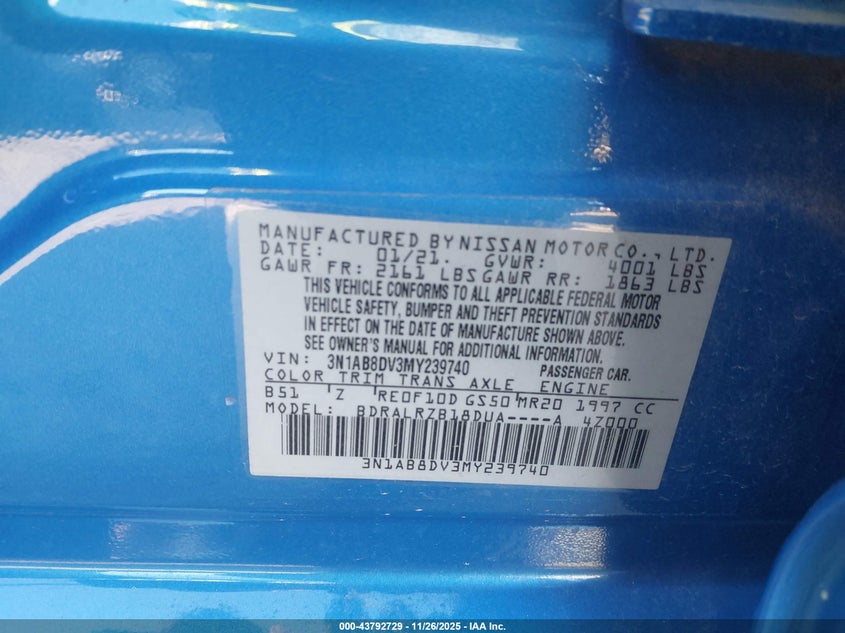 MANUFACTURED BY NISSAN MOTOR CO., LTD.
DATE: 01/21. GVWR: 4001 LBS
GAWR FR: 2161 LBS GAWR RR: 1863 LBS
THIS VEHICLE CONFORMS TO ALL APPLICABLE FEDERAL MOTOR
VEHICLE SAFETY, BUMPER AND THEFT PREVENTION STANDARDS
IN EFFECT ON THE DATE OF MANUFACTURE SHOWN ABOVE.
SEE OWNER'S MANUAL FOR ADDITIONAL INFORMATION.
VIN: 3N1AB8DV3MY239740 PASSENGER CAR.
COLOR TRIM TRANS AXLE ENGINE
B51 Z RE0F10D GS50 MR20 1997 CC
MODEL: BDRALRZB18DUA----A 4Z000
3N1AB8DV3MY239740
000-43792729 - 11/26/2025 - IAA Inc.